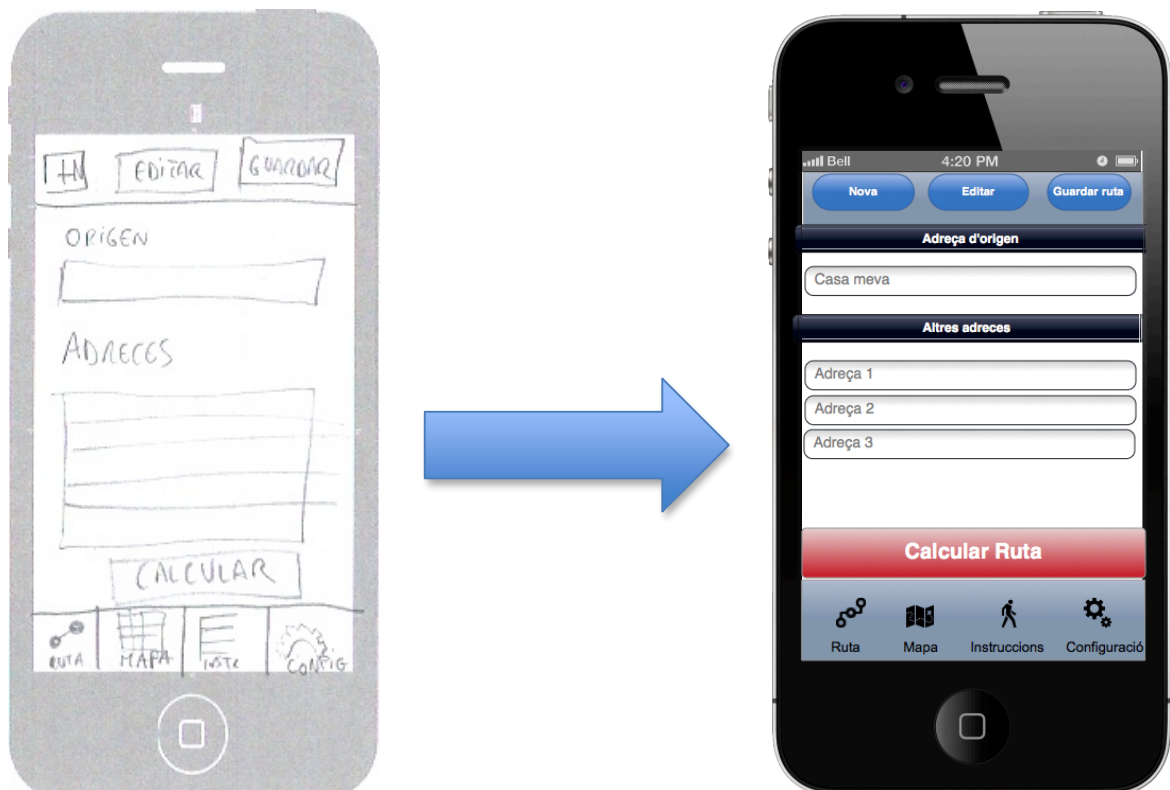 +N EDITAR GUARDAR
ORIGEN
ADRECES
CALCULAR
RUTA MAPA INSTR CONFIG
Bell 4:20 PM
Nova Editar Guardar ruta
Adreça d'origen
Casa meva
Altres adreces
Adreça 1
Adreça 2
Adreça 3
Calcular Ruta
Ruta Mapa Instruccions Configuració